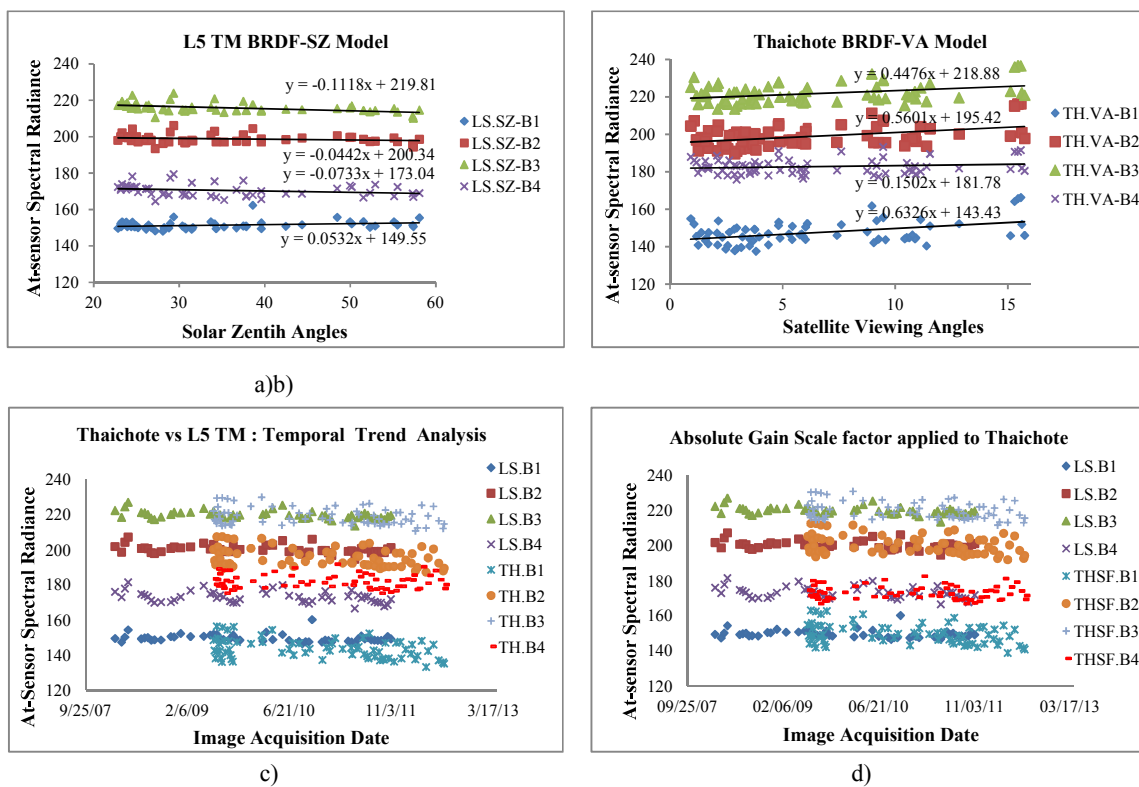 L5 TM BRDF-SZ Model
At-sensor Spectral Radiance
240
220
200
180
160
140
120
20
30
40
50
60
Solar Zentih Angles
y = -0.1118x + 219.81
y = -0.0442x + 200.34
y = -0.0733x + 173.04
y = 0.0532x + 149.55
LS.SZ-B1
LS.SZ-B2
LS.SZ-B3
LS.SZ-B4
Thaichote BRDF-VA Model
At-sensor Spectral Radiance
240
220
200
180
160
140
120
0
5
10
15
Satellite Viewing Angles
y = 0.4476x + 218.88
y = 0.5601x + 195.42
y = 0.1502x + 181.78
y = 0.6326x + 143.43
TH.VA-B1
TH.VA-B2
TH.VA-B3
TH.VA-B4
a)b)
Thaichote vs L5 TM : Temporal Trend Analysis
At-Sensor Spectral Radiance
240
220
200
180
160
140
120
9/25/07
2/6/09
6/21/10
11/3/11
3/17/13
Image Acquisition Date
LS.B1
LS.B2
LS.B3
LS.B4
TH.B1
TH.B2
TH.B3
TH.B4
c)
Absolute Gain Scale factor applied to Thaichote
At-sensor Spectral Radiance
240
220
200
180
160
140
120
09/25/07
02/06/09
06/21/10
11/03/11
03/17/13
Image Acquisition Date
LS.B1
LS.B2
LS.B3
LS.B4
THSF.B1
THSF.B2
THSF.B3
THSF.B4
d)